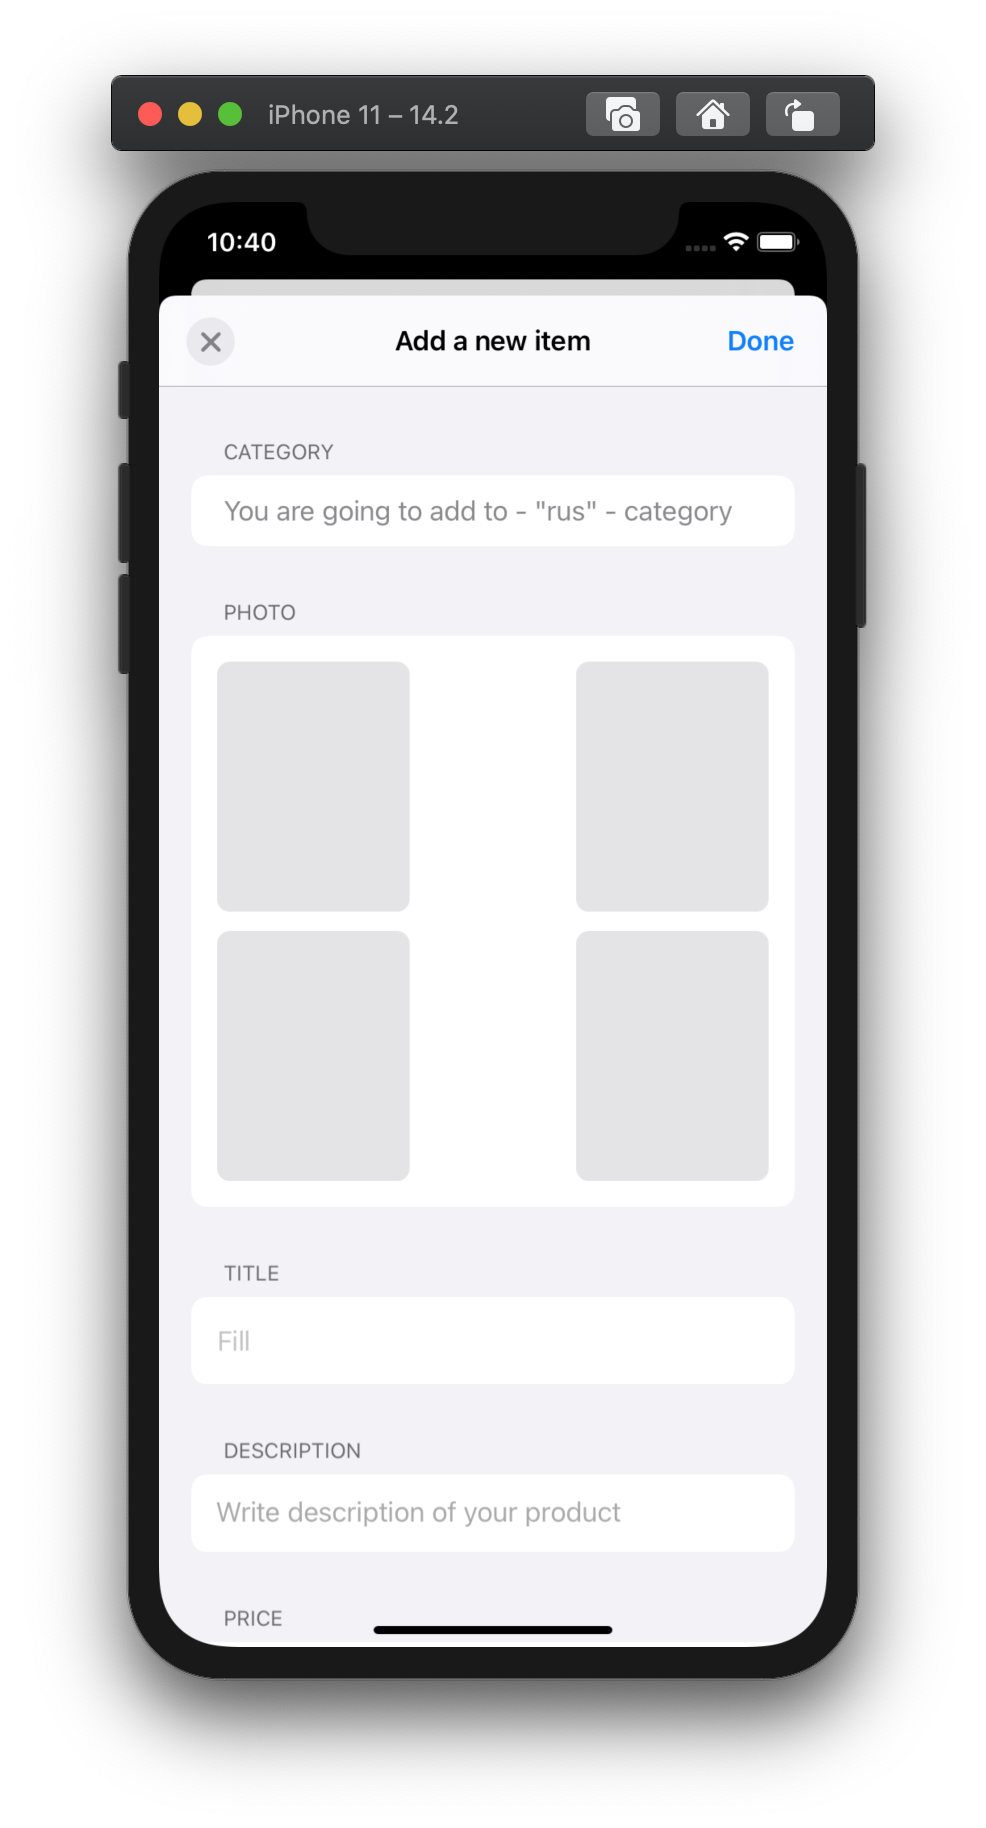 iPhone 11 – 14.2
10:40
Add a new item
Done
CATEGORY
You are going to add to - "rus" - category
PHOTO
TITLE
Fill
DESCRIPTION
Write description of your product
PRICE